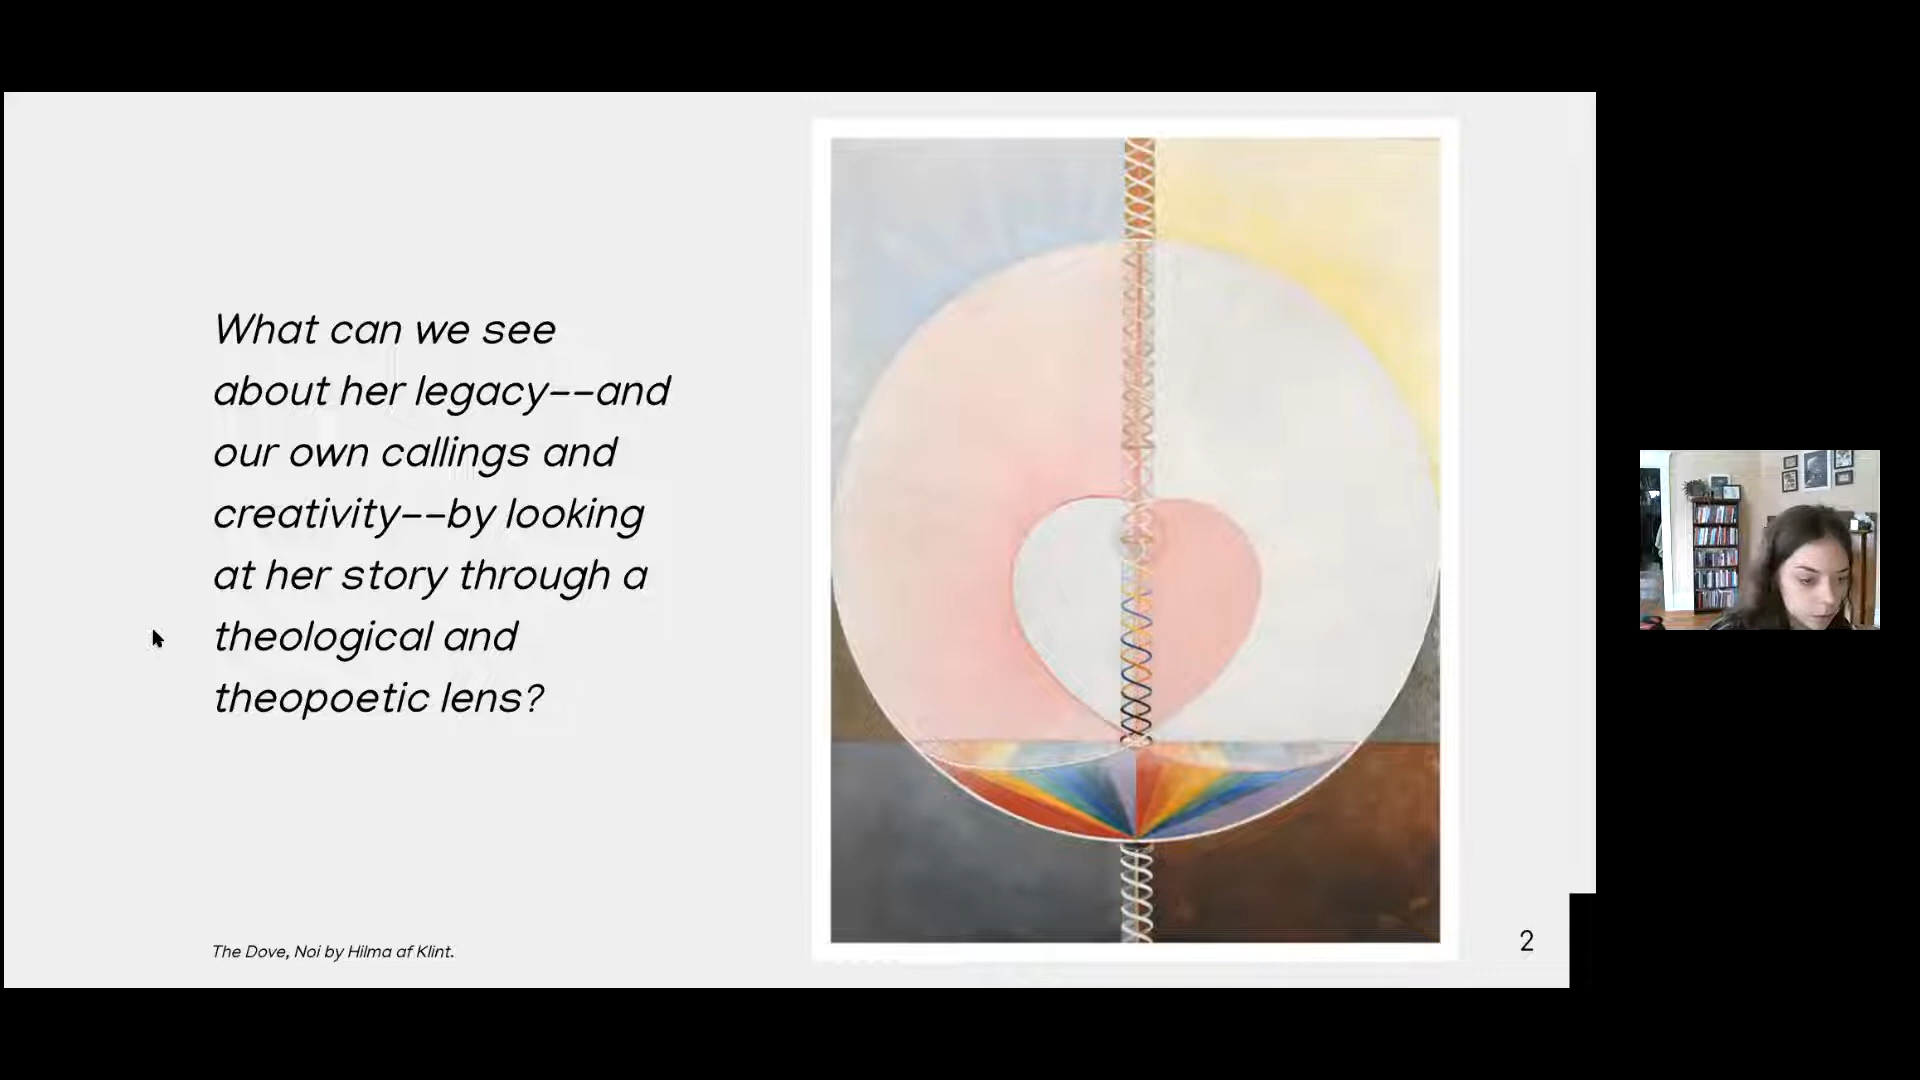 What can we see
about her legacy--and
our own callings and
creativity--by looking
at her story through a
theological and
theopoetic lens?
The Dove, Noi by Hilma af Klint.
2